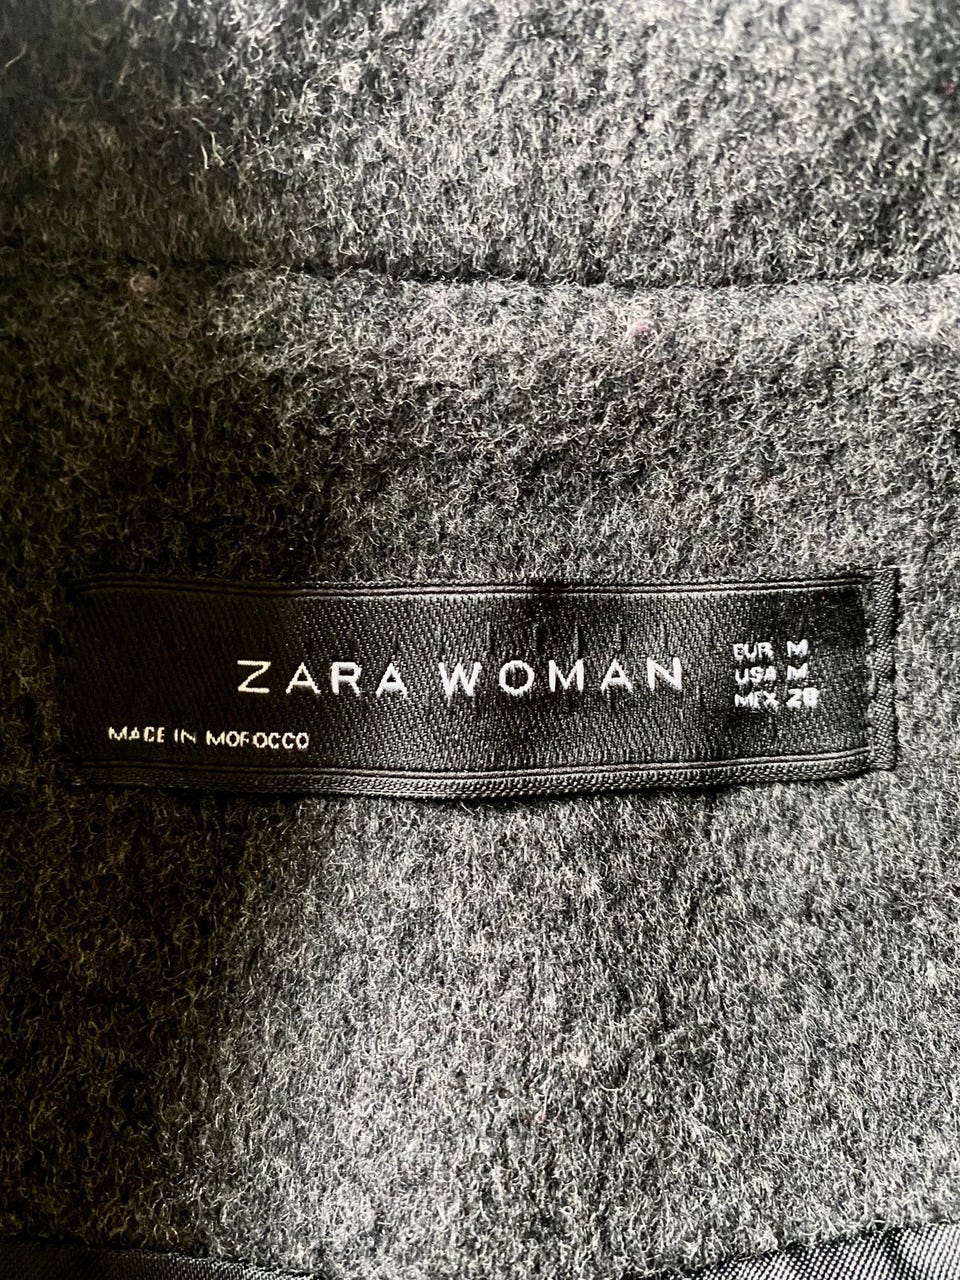 ZARA WOMAN
EUR M
USA M
MEX 28
MADE IN MOROCCO